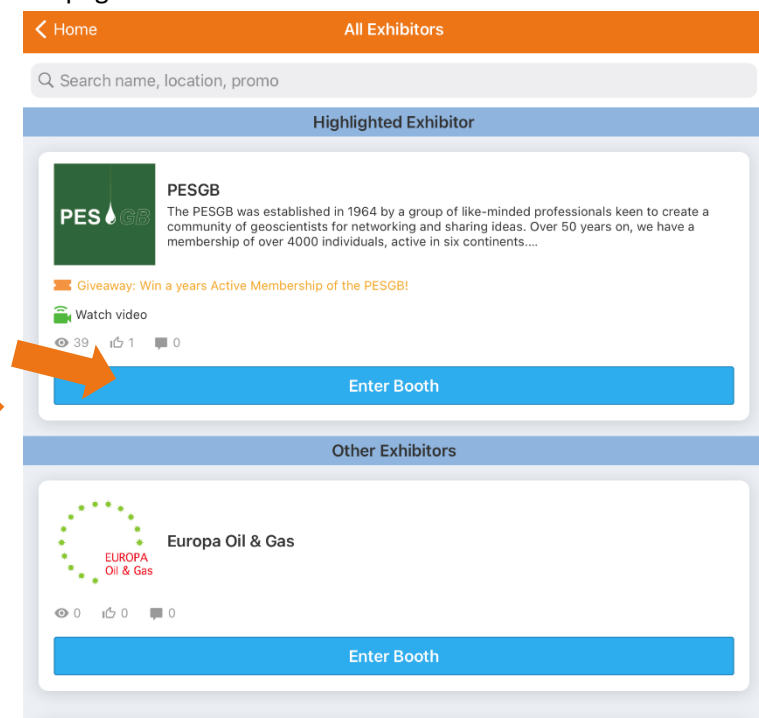 Home
All Exhibitors
Search name, location, promo
Highlighted Exhibitor
PES GB
PESGB
The PESGB was established in 1964 by a group of like-minded professionals keen to create a
community of geoscientists for networking and sharing ideas. Over 50 years on, we have a
membership of over 4000 individuals, active in six continents....
Giveaway: Win a years Active Membership of the PESGB!
Watch video
39 1 0
Enter Booth
Other Exhibitors
EUROPA
Oil & Gas
Europa Oil & Gas
0 0 0
Enter Booth